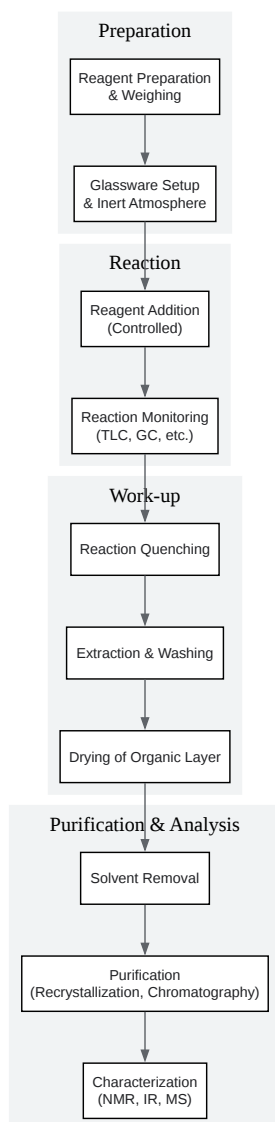 Preparation
Reagent Preparation
& Weighing
Glassware Setup
& Inert Atmosphere
Reaction
Reagent Addition
(Controlled)
Reaction Monitoring
(TLC, GC, etc.)
Work-up
Reaction Quenching
Extraction & Washing
Drying of Organic Layer
Purification & Analysis
Solvent Removal
Purification
(Recrystallization, Chromatography)
Characterization
(NMR, IR, MS)